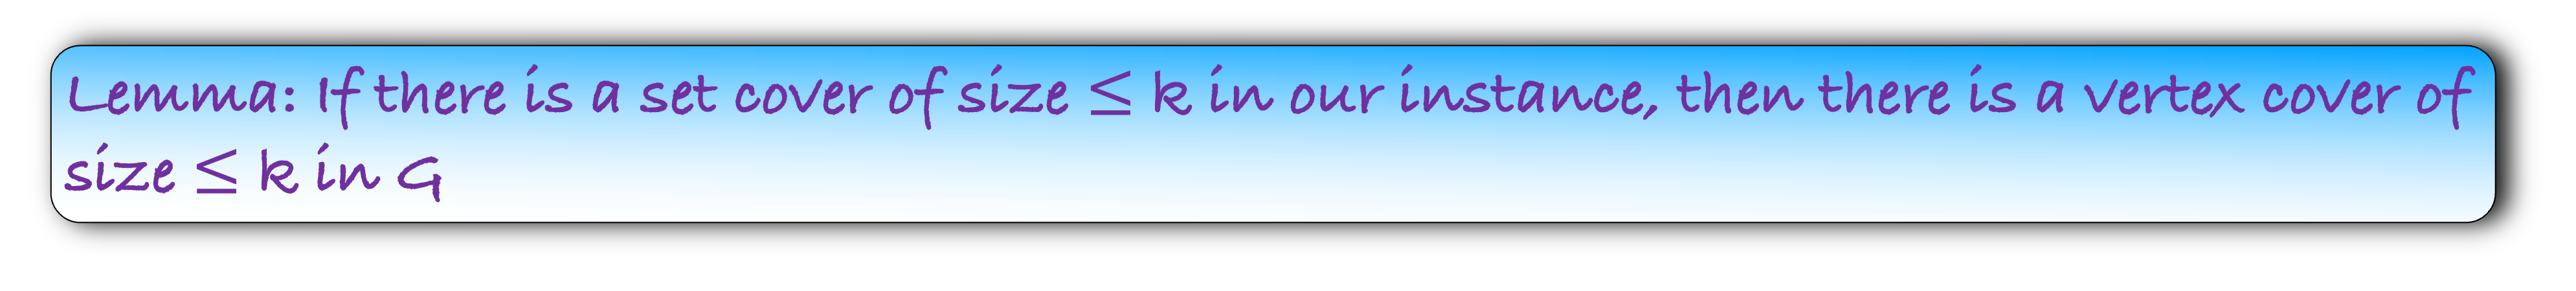 Lemma: If there is a set cover of size ≤ k in our instance, then there is a vertex cover of
size ≤ k in G